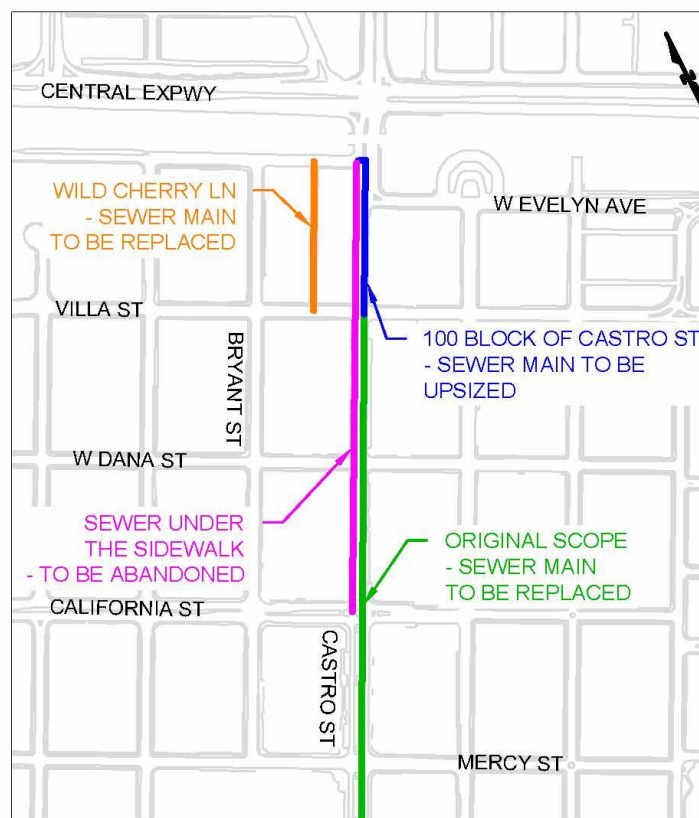 CENTRAL EXPWY
WILD CHERRY LN
- SEWER MAIN
TO BE REPLACED
W EVELYN AVE
VILLA ST
BRYANT ST
100 BLOCK OF CASTRO ST
- SEWER MAIN TO BE
UPSIZED
W DANA ST
SEWER UNDER
THE SIDEWALK
- TO BE ABANDONED
ORIGINAL SCOPE
- SEWER MAIN
TO BE REPLACED
CALIFORNIA ST
CASTRO ST
MERCY ST